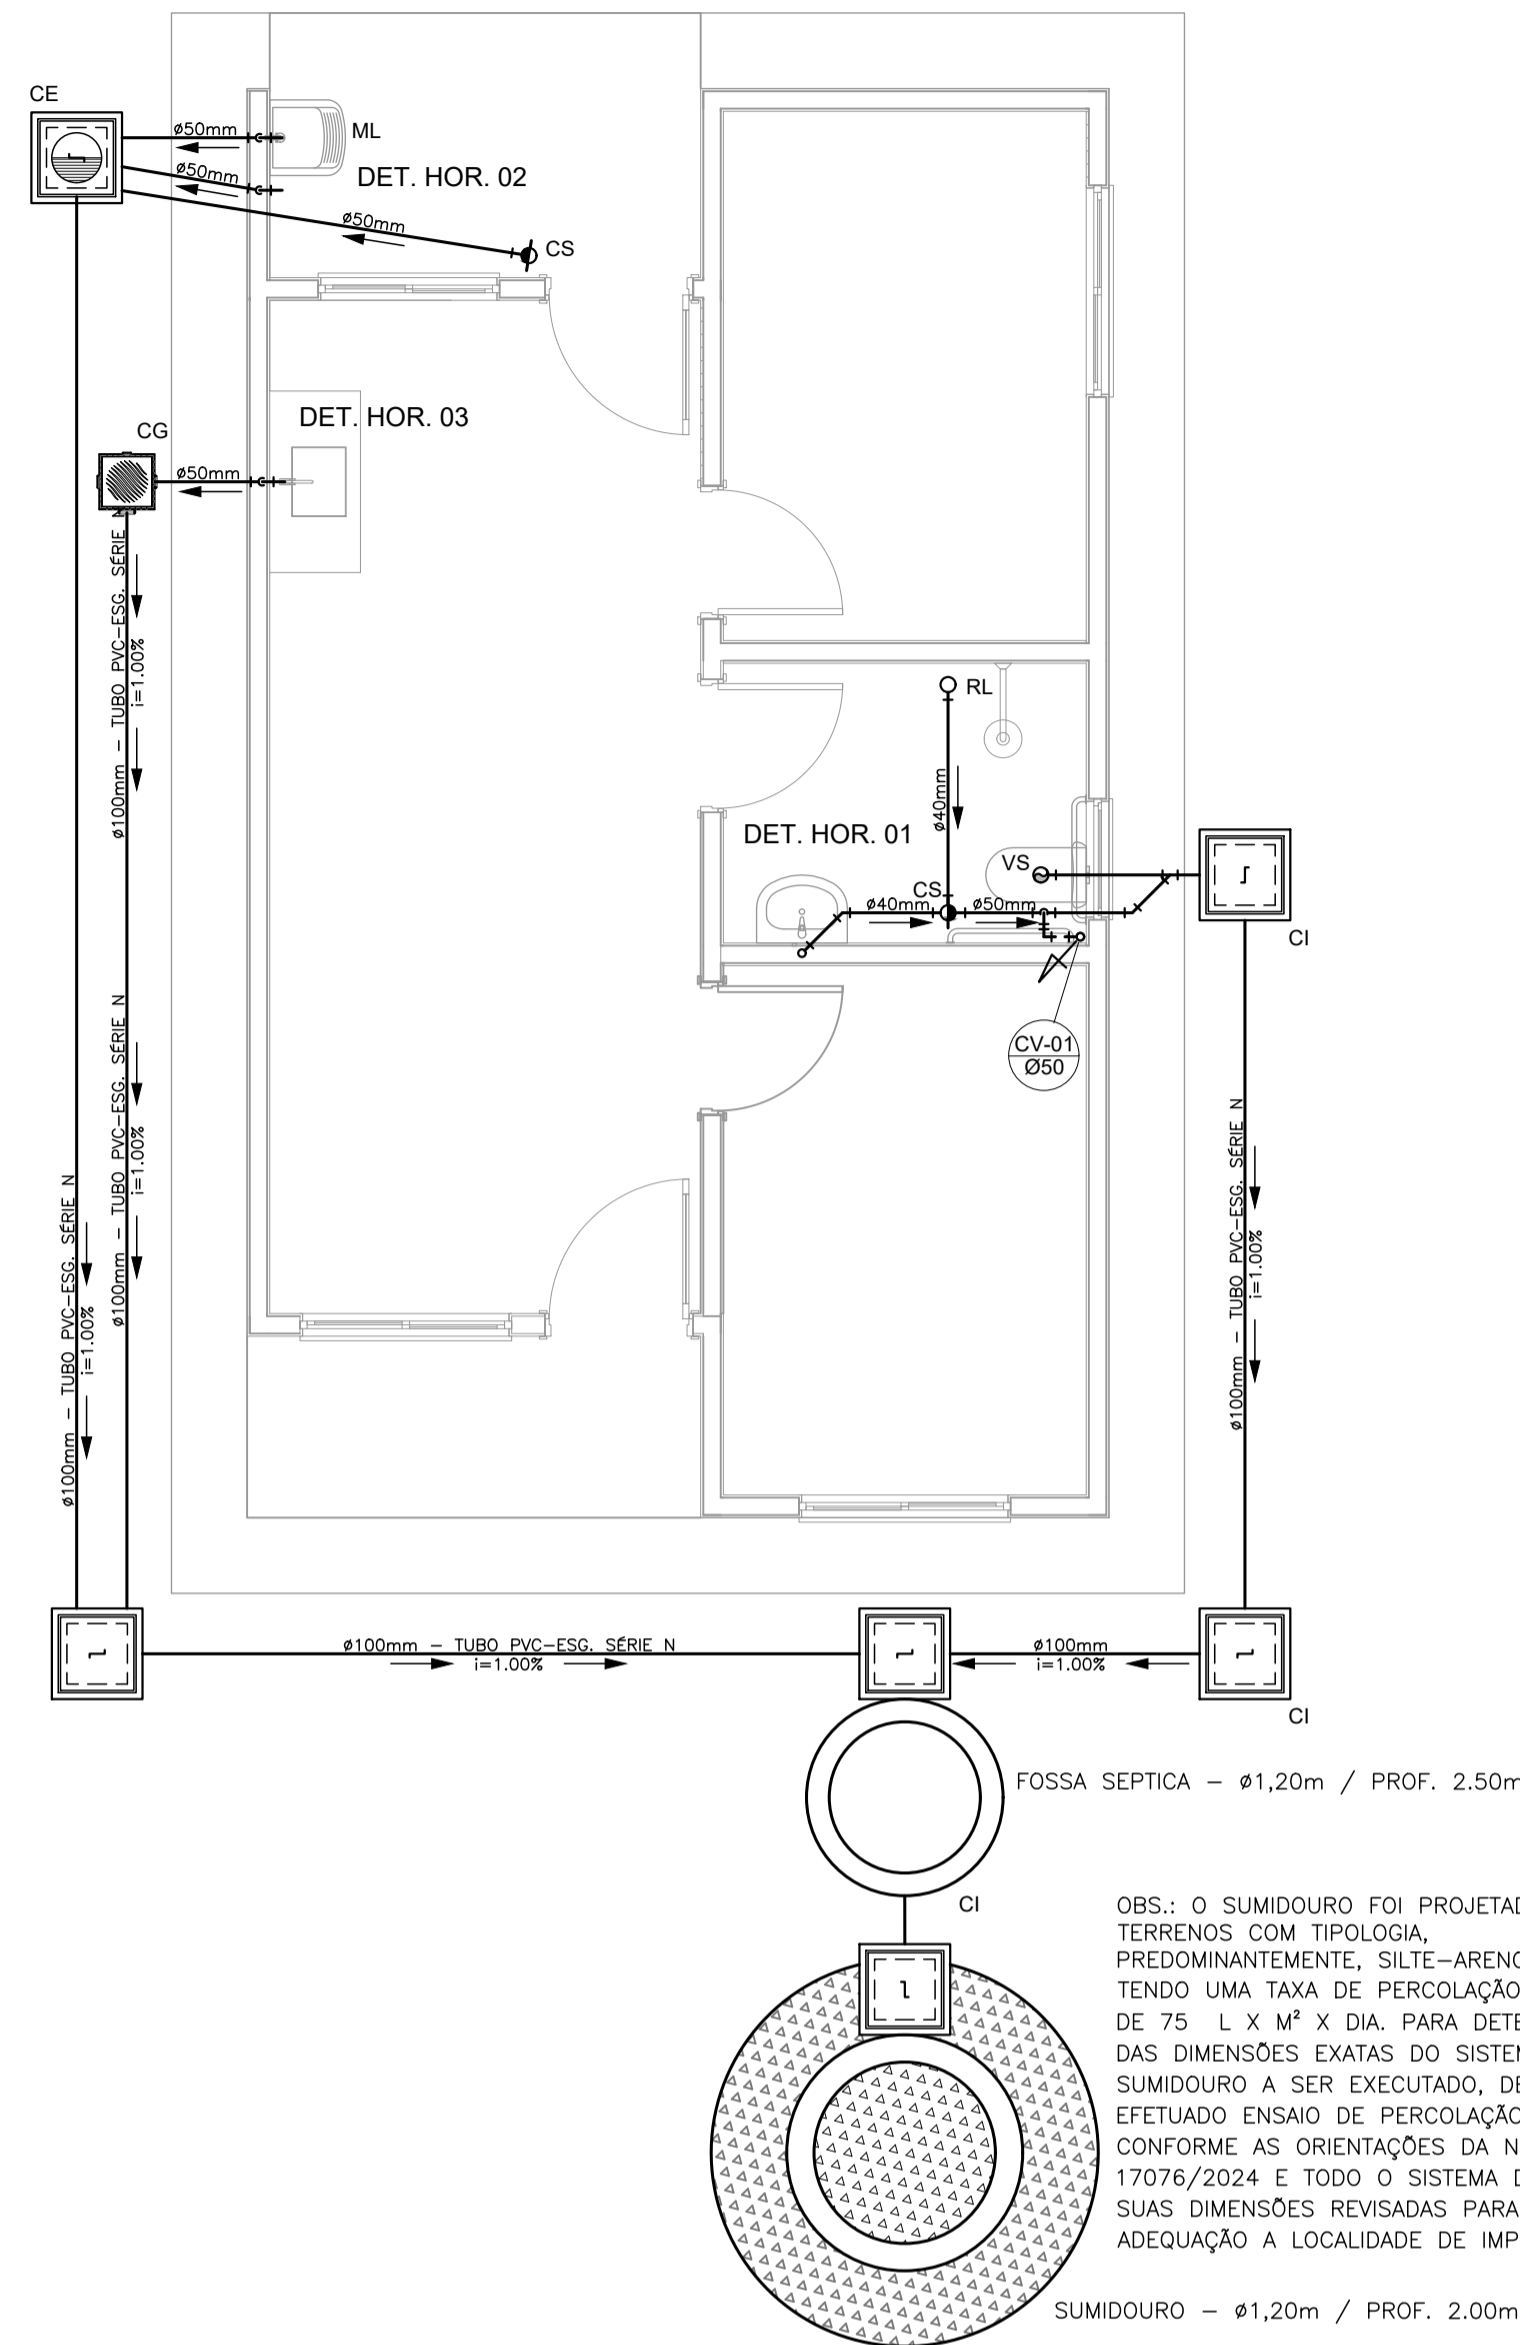 CE
ø50mm
ML
ø50mm
DET. HOR. 02
ø50mm
CS
DET. HOR. 03
CG
ø50mm
ø100mm – TUBO PVC–ESG. SÉRIE N
i=1.00%
RL
ø40mm
DET. HOR. 01
VS
CS
ø40mm
ø50mm
CI
CV-01
Ø50
ø100mm – TUBO PVC–ESG. SÉRIE N
i=1.00%
ø100mm – TUBO PVC–ESG. SÉRIE N
i=1.00%
ø100mm – TUBO PVC–ESG. SÉRIE N
i=1.00%
ø100mm – TUBO PVC–ESG. SÉRIE N
i=1.00%
ø100mm
i=1.00%
CI
FOSSA SEPTICA – ø1,20m / PROF. 2.50m
CI
OBS.: O SUMIDOURO FOI
TERRENOS COM TIPOLOGIA,
PREDOMINANTEMENTE,
TENDO UMA TAXA DE PERCOLAÇÃO
DE 75 L X M² X DIA. PARA
DAS DIMENSÕES EXATAS DO
SUMIDOURO A SER EXECUTADO,
EFETUADO ENSAIO DE PERCOLAÇÃO
CONFORME AS ORIENTAÇÕES DA
17076/2024 E TODO O SISTEMA
SUAS DIMENSÕES REVISADAS PARA
ADEQUAÇÃO A LOCALIDADE DE
SUMIDOURO – ø1,20m / PROF. 2.00m